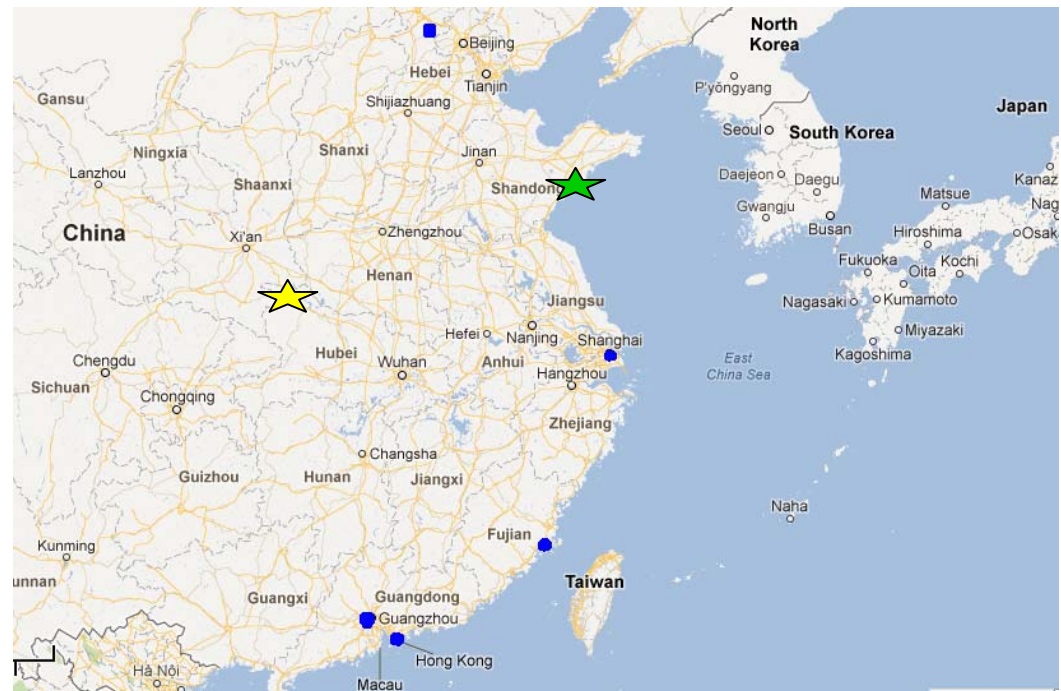 North
Korea
Beijing
Hebei
Tianjin
P'yŏngyang
Gansu
Shijiazhuang
Japan
Seoul
South Korea
Ningxia
Shanxi
Jinan
Lanzhou
Daejeon
Daegu
Kanaz
Shaanxi
Shandong
Matsue
Gwangju
Nag
China
Xi'an
Zhengzhou
Busan
Hiroshima
Osak
Henan
Fukuoka
Oita
Kochi
Jiangsu
Nagasaki
Kumamoto
Hefei
Nanjing
Shanghai
Miyazaki
Hubei
Wuhan
Anhui
Kagoshima
Chengdu
Hangzhou
East
China Sea
Sichuan
Chongqing
Zhejiang
Changsha
Guizhou
Hunan
Jiangxi
Naha
Fujian
Kunming
unnan
Taiwan
Guangxi
Guangdong
Guangzhou
Hong Kong
Hà Nội
Macau